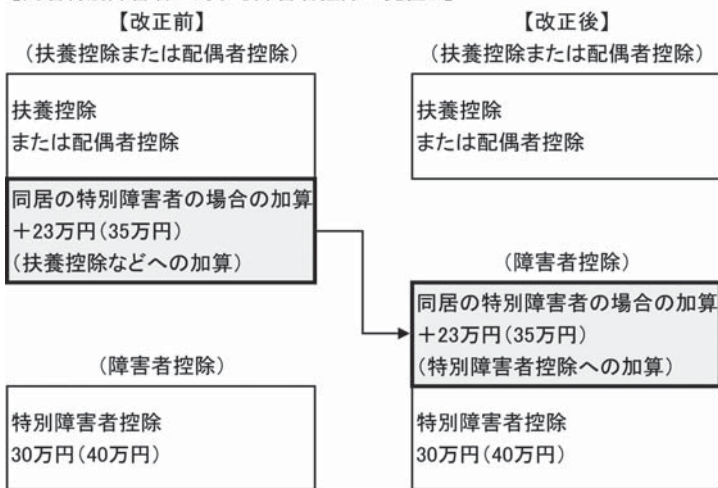 【改正前】
(扶養控除または配偶者控除)
扶養控除
または配偶者控除
同居の特別障害者の場合の加算
+23万円(35万円)
(扶養控除などへの加算)
(障害者控除)
特別障害者控除
30万円(40万円)
【改正後】
(扶養控除または配偶者控除)
扶養控除
または配偶者控除
(障害者控除)
同居の特別障害者の場合の加算
+23万円(35万円)
(特別障害者控除への加算)
特別障害者控除
30万円(40万円)